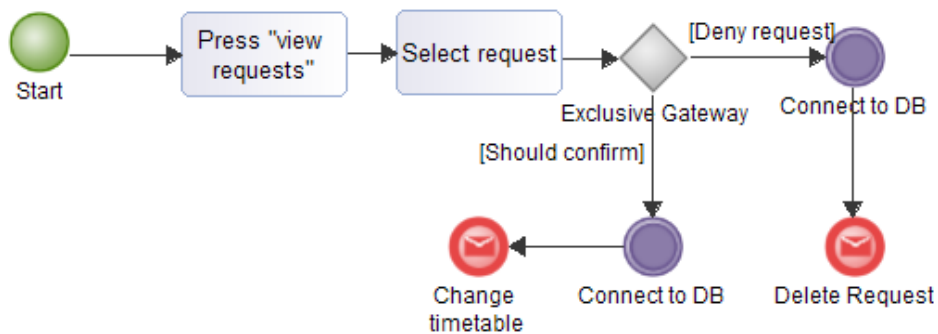 Start
Press "view
requests"
Select request
Exclusive Gateway
[Deny request]
Connect to DB
[Should confirm]
Change
timetable
Connect to DB
Delete Request